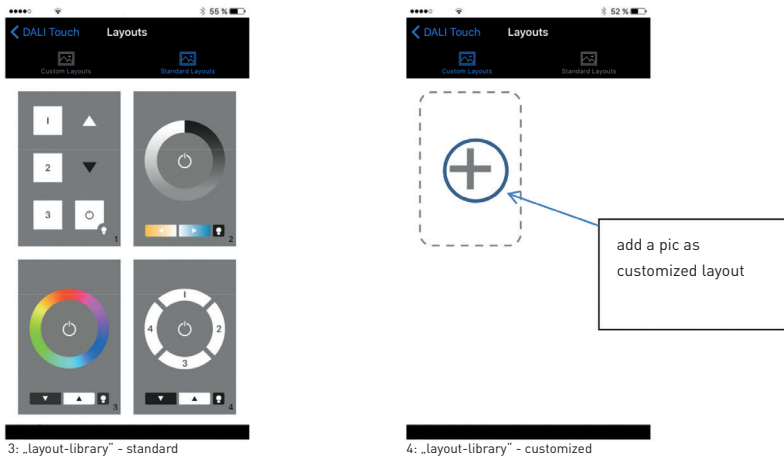 55 %
DALI Touch Layouts
Custom Layouts Standard Layouts
1
2
3
1
2
3
1
4 2
3
4
3: „layout-library“ - standard
52 %
DALI Touch Layouts
Custom Layouts Standard Layouts
add a pic as
customized layout
4: „layout-library“ - customized